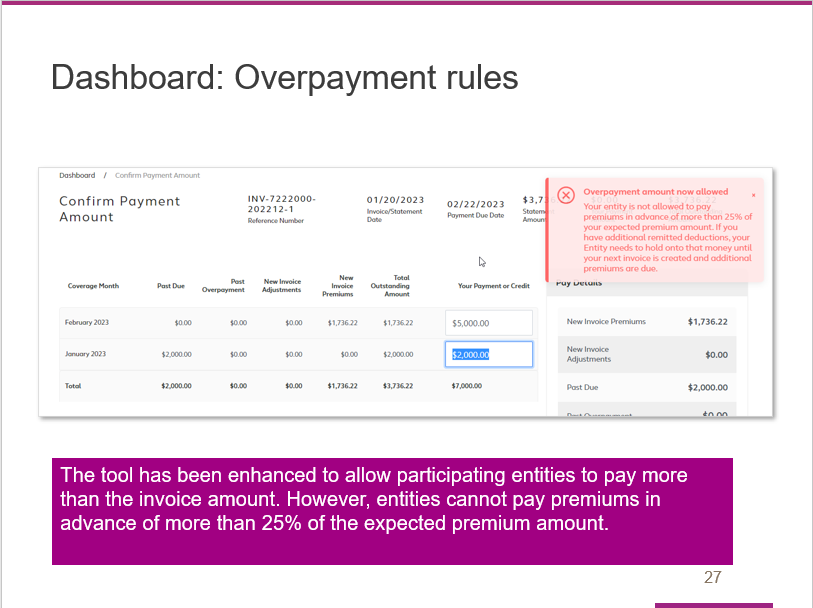 Dashboard: Overpayment rules
Dashboard / Confirm Payment Amount
Confirm Payment
Amount
INV-7222000-
202212-1
Reference Number
01/20/2023
Invoice/Statement
Date
02/22/2023
Payment Due Date
$3,7
Statem
Amoun
Overpayment amount now allowed
Your entity is not allowed to pay
premiums in advance of more than 25% of
your expected premium amount. If you
have additional remitted deductions, your
Entity needs to hold onto that money until
your next invoice is created and additional
premiums are due.
Coverage Month
Past Due
Past
Overpayment
New Invoice
Adjustments
New
Invoice
Premiums
Total
Outstanding
Amount
Your Payment or Credit
February 2023 $0.00 $0.00 $0.00 $1,736.22 $1,736.22 $5,000.00
January 2023 $2,000.00 $0.00 $0.00 $0.00 $2,000.00 $2,000.00
Total $2,000.00 $0.00 $0.00 $1,736.22 $3,736.22 $7,000.00
Pay Details
New Invoice Premiums $1,736.22
New Invoice
Adjustments
$0.00
Past Due $2,000.00
Past Overpayment $0.00
The tool has been enhanced to allow participating entities to pay more
than the invoice amount. However, entities cannot pay premiums in
advance of more than 25% of the expected premium amount.
27